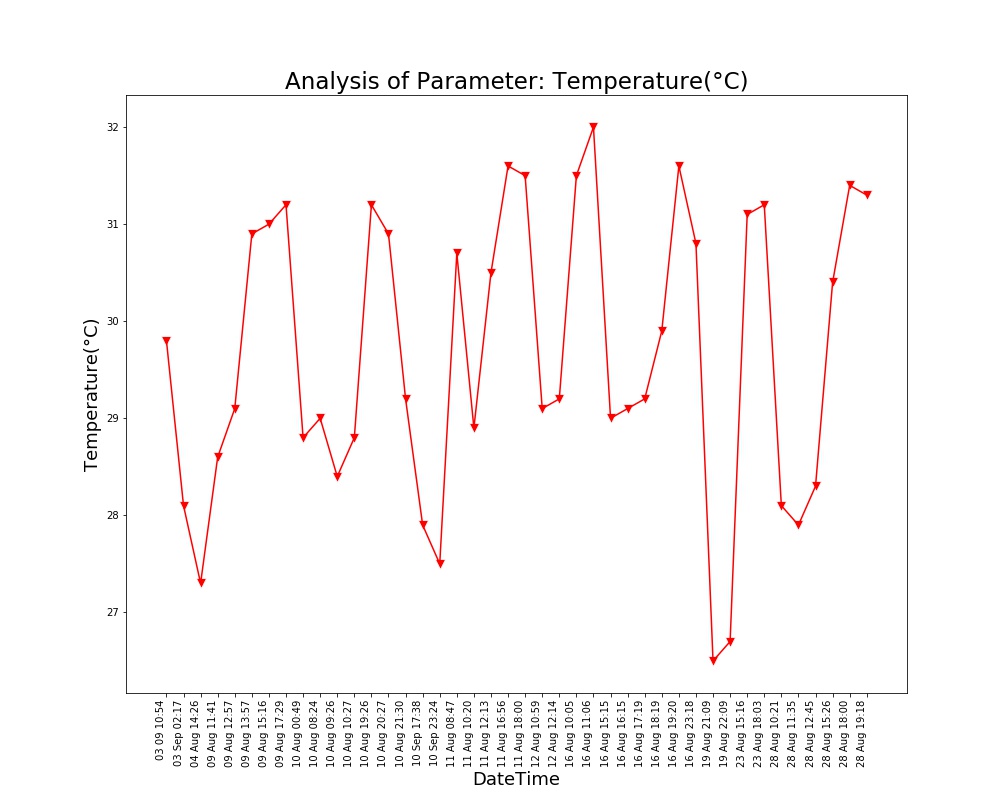 Analysis of Parameter: Temperature(°C)
Temperature(°C)
32
31
30
29
28
27
03 09 10:54
03 Sep 02:17
04 Aug 14:26
09 Aug 11:41
09 Aug 12:57
09 Aug 13:57
09 Aug 15:16
09 Aug 17:29
10 Aug 00:49
10 Aug 08:24
10 Aug 09:26
10 Aug 10:27
10 Aug 19:26
10 Aug 20:27
10 Aug 21:30
10 Sep 17:38
10 Sep 23:24
11 Aug 08:47
11 Aug 10:20
11 Aug 12:13
11 Aug 16:56
11 Aug 18:00
12 Aug 10:59
12 Aug 12:14
16 Aug 10:05
16 Aug 11:06
16 Aug 15:15
16 Aug 16:15
16 Aug 17:19
16 Aug 18:19
16 Aug 19:20
16 Aug 23:18
19 Aug 21:09
19 Aug 22:09
23 Aug 15:16
23 Aug 18:03
28 Aug 10:21
28 Aug 11:35
28 Aug 12:45
28 Aug 15:26
28 Aug 18:00
28 Aug 19:18
DateTime